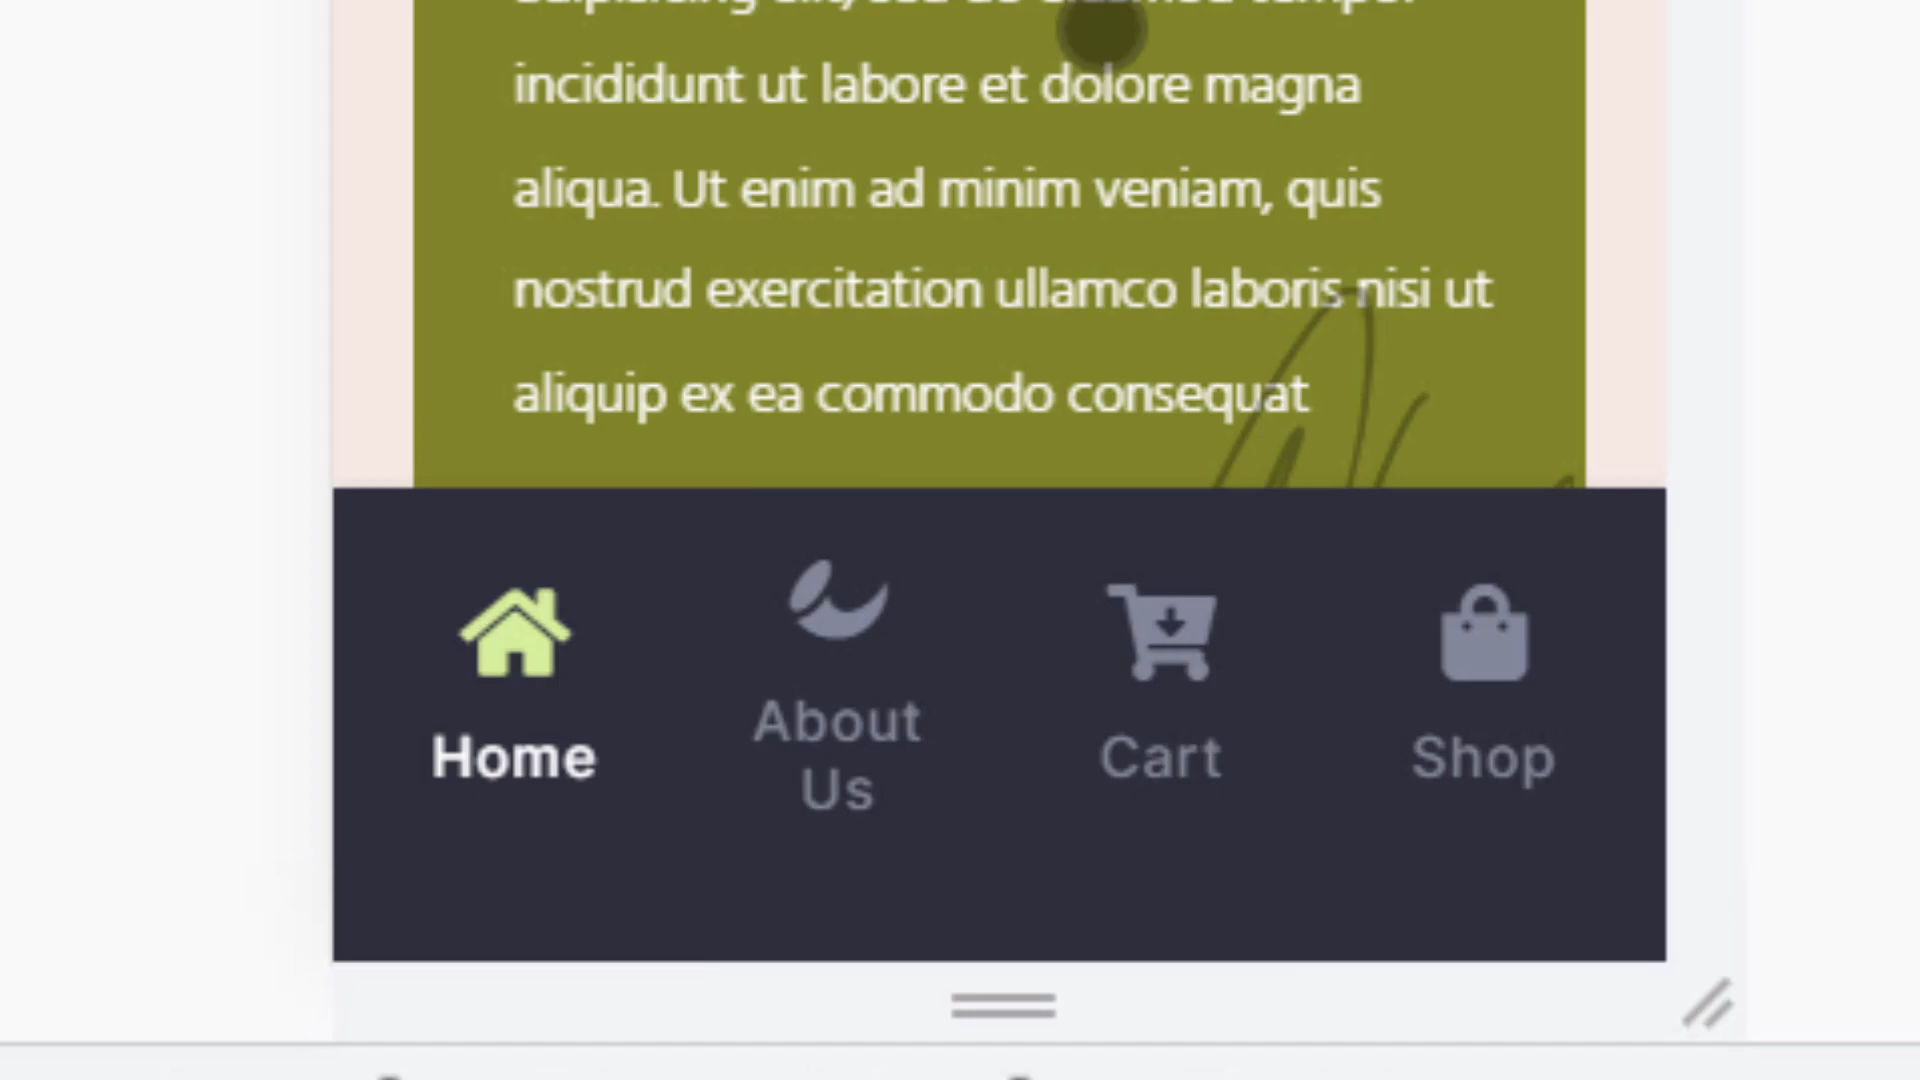 incididunt ut labore et dolore magna
aliqua. Ut enim ad minim veniam, quis
nostrud exercitation ullamco laboris nisi ut
aliquip ex ea commodo consequat
Home
About
Us
Cart
Shop